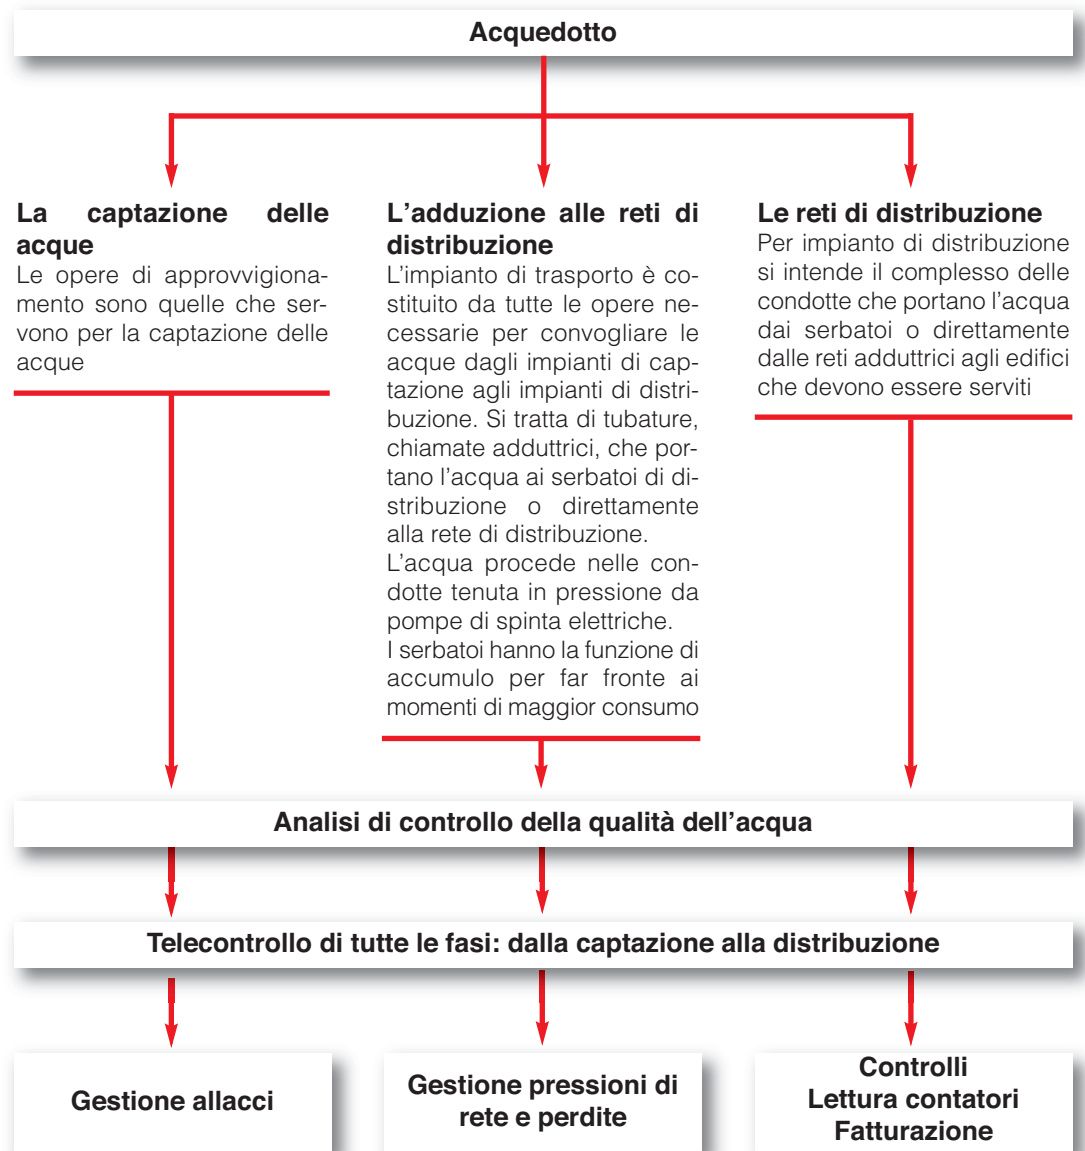 Acquedotto
La captazione delle
acque
Le opere di approvvigiona-
mento sono quelle che ser-
vono per la captazione delle
acque
L'adduzione alle reti di
distribuzione
L'impianto di trasporto è co-
stituito da tutte le opere ne-
cessarie per convogliare le
acque dagli impianti di cap-
tazione agli impianti di distri-
buzione. Si tratta di tubature,
chiamate adduttrici, che por-
tano l'acqua ai serbatoi di di-
stribuzione o direttamente
alla rete di distribuzione.
L'acqua procede nelle con-
dotte tenuta in pressione da
pompe di spinta elettriche.
I serbatoi hanno la funzione di
accumulo per far fronte ai
momenti di maggior consumo
Le reti di distribuzione
Per impianto di distribuzione
si intende il complesso delle
condotte che portano l'acqua
dai serbatoi o direttamente
dalle reti adduttrici agli edifici
che devono essere serviti
Analisi di controllo della qualità dell'acqua
Telecontrollo di tutte le fasi: dalla captazione alla distribuzione
Gestione allacci
Gestione pressioni di
rete e perdite
Controlli
Lettura contatori
Fatturazione